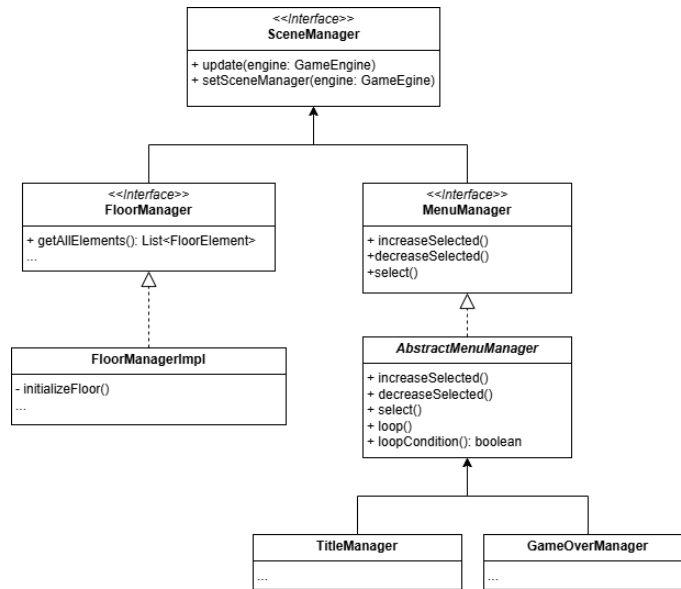 <<Interface>>
SceneManager
+ update(engine: GameEngine)
+ setSceneManager(engine: GameEgine)
<<Interface>>
FloorManager
+ getAllElements(): List<FloorElement>
...
<<Interface>>
MenuManager
+ increaseSelected()
+decreaseSelected()
+select()
FloorManagerImpl
- initializeFloor()
...
AbstractMenuManager
+ increaseSelected()
+ decreaseSelected()
+ select()
+ loop()
+ loopCondition(): boolean
TitleManager
...
GameOverManager
...